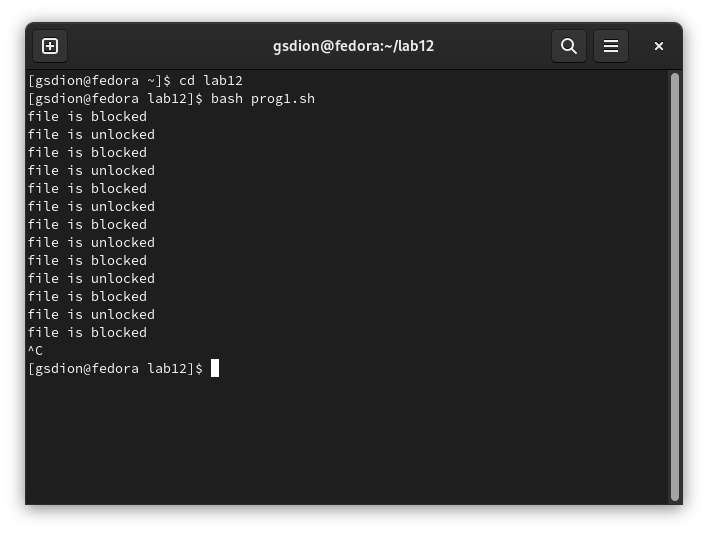 gsdion@fedora:~/lab12
[gsdion@fedora ~]$ cd lab12
[gsdion@fedora lab12]$ bash prog1.sh
file is blocked
file is unlocked
file is blocked
file is unlocked
file is blocked
file is unlocked
file is blocked
file is unlocked
file is blocked
file is unlocked
file is blocked
file is unlocked
file is blocked
^C
[gsdion@fedora lab12]$